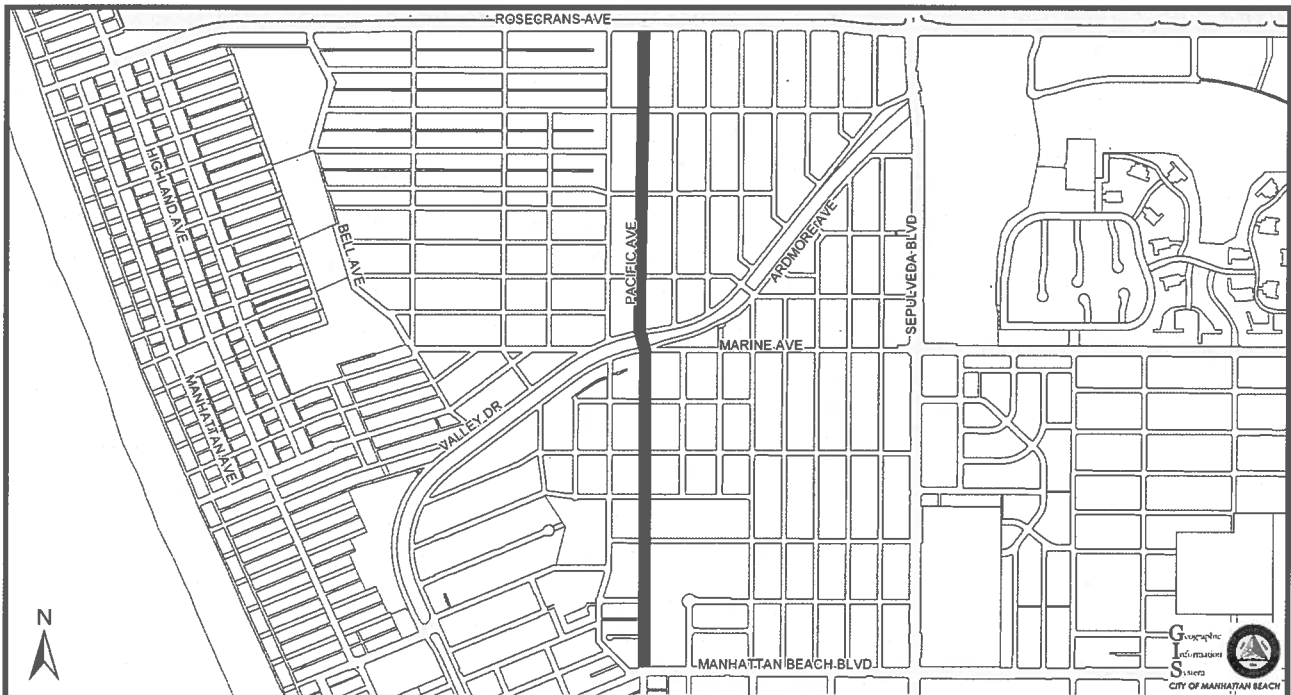 ROSECRANS AVE
HIGHLAND AVE
BELL AVE
PACIFIC AVE
ARDMORE AVE
SEPULVEDA BLVD
MARINE AVE
MANHATTAN AVE
VALLEY DR
MANHATTAN BEACH BLVD
N
Geographic
Information
System
CITY OF MANHATTAN BEACH